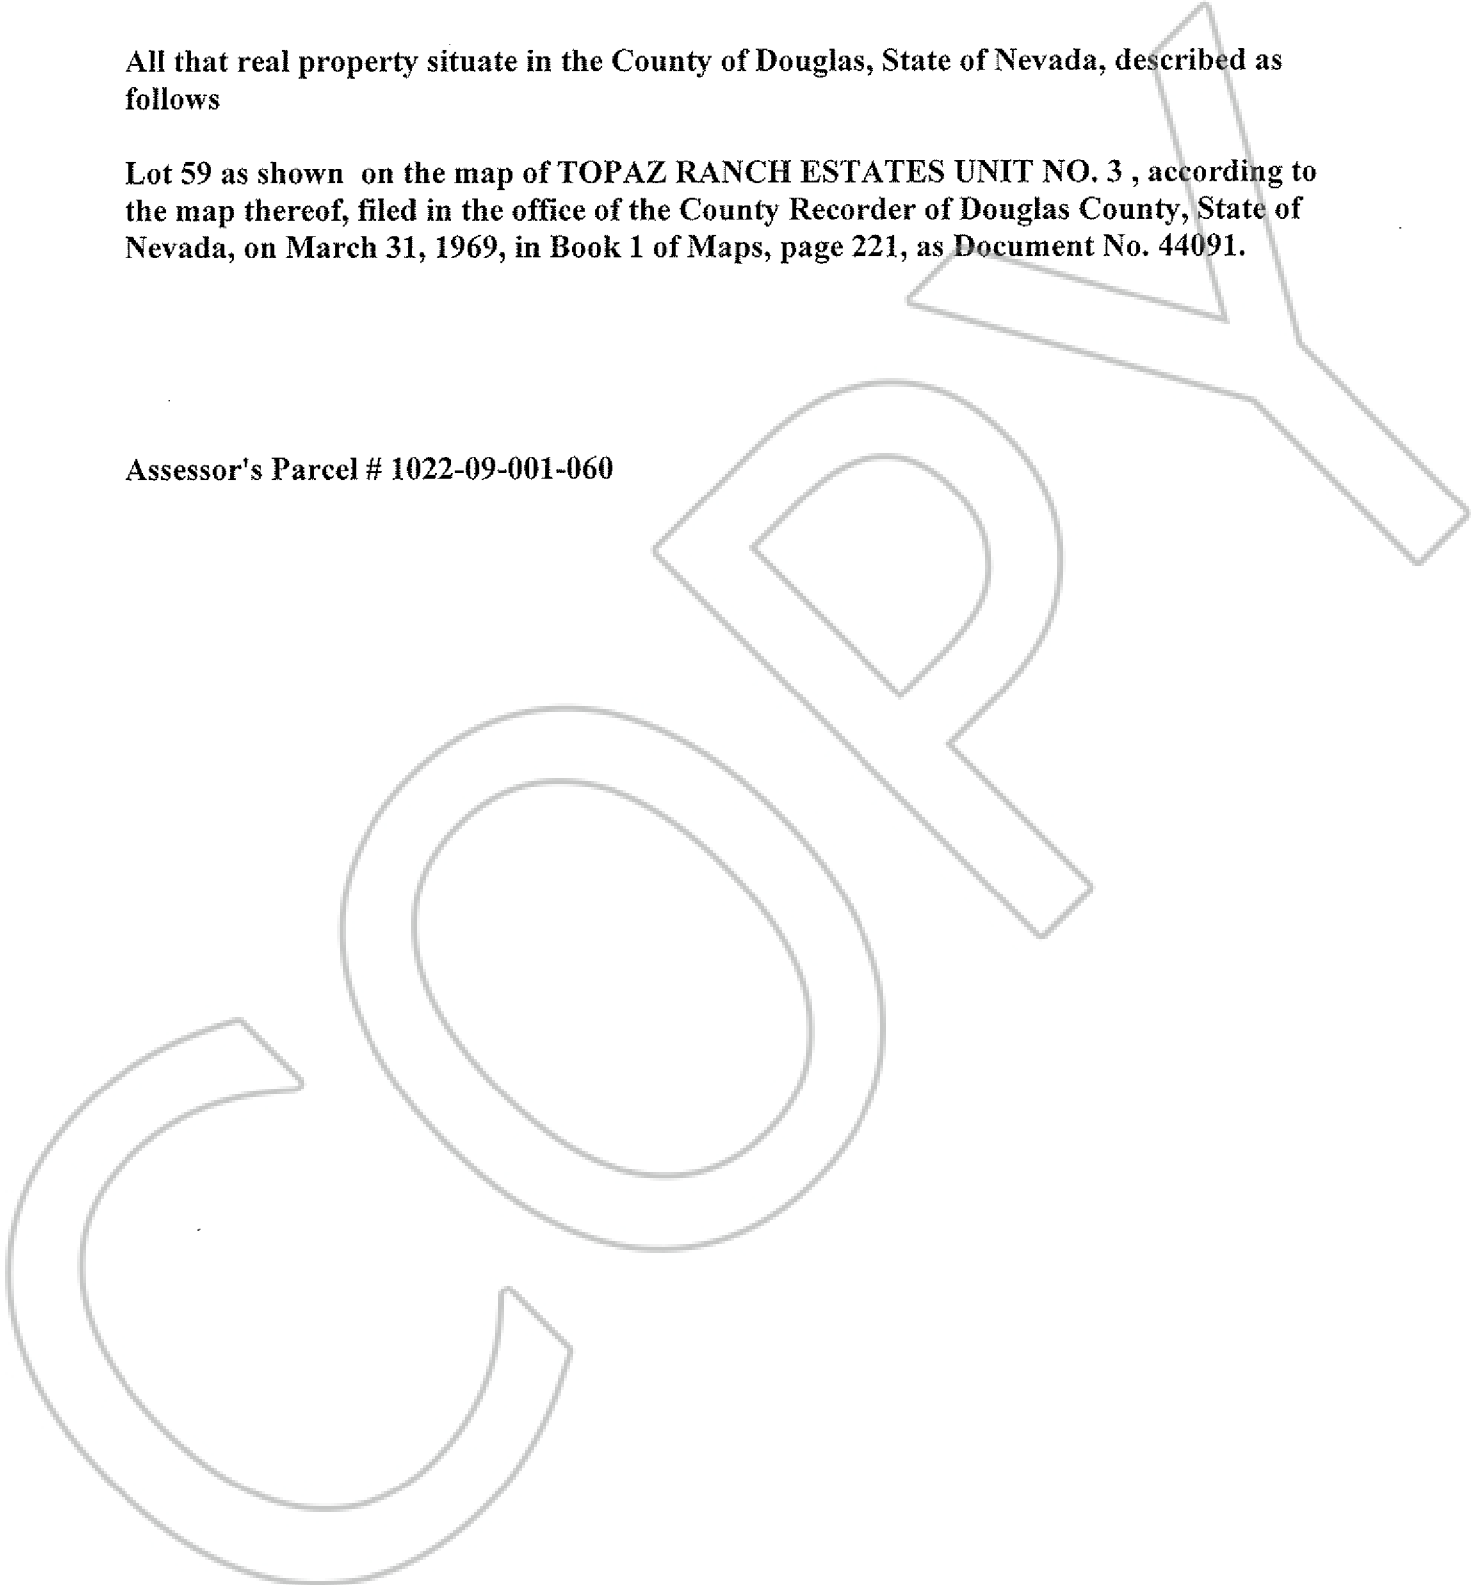 All that real property situate in the County of Douglas, State of Nevada, described as
follows
Lot 59 as shown  on the map of TOPAZ RANCH ESTATES UNIT NO. 3 , according to
the map thereof, filed in the office of the County Recorder of Douglas County, State of
Nevada, on March 31, 1969, in Book 1 of Maps, page 221, as Document No. 44091.
Assessor's Parcel # 1022-09-001-060
COPY